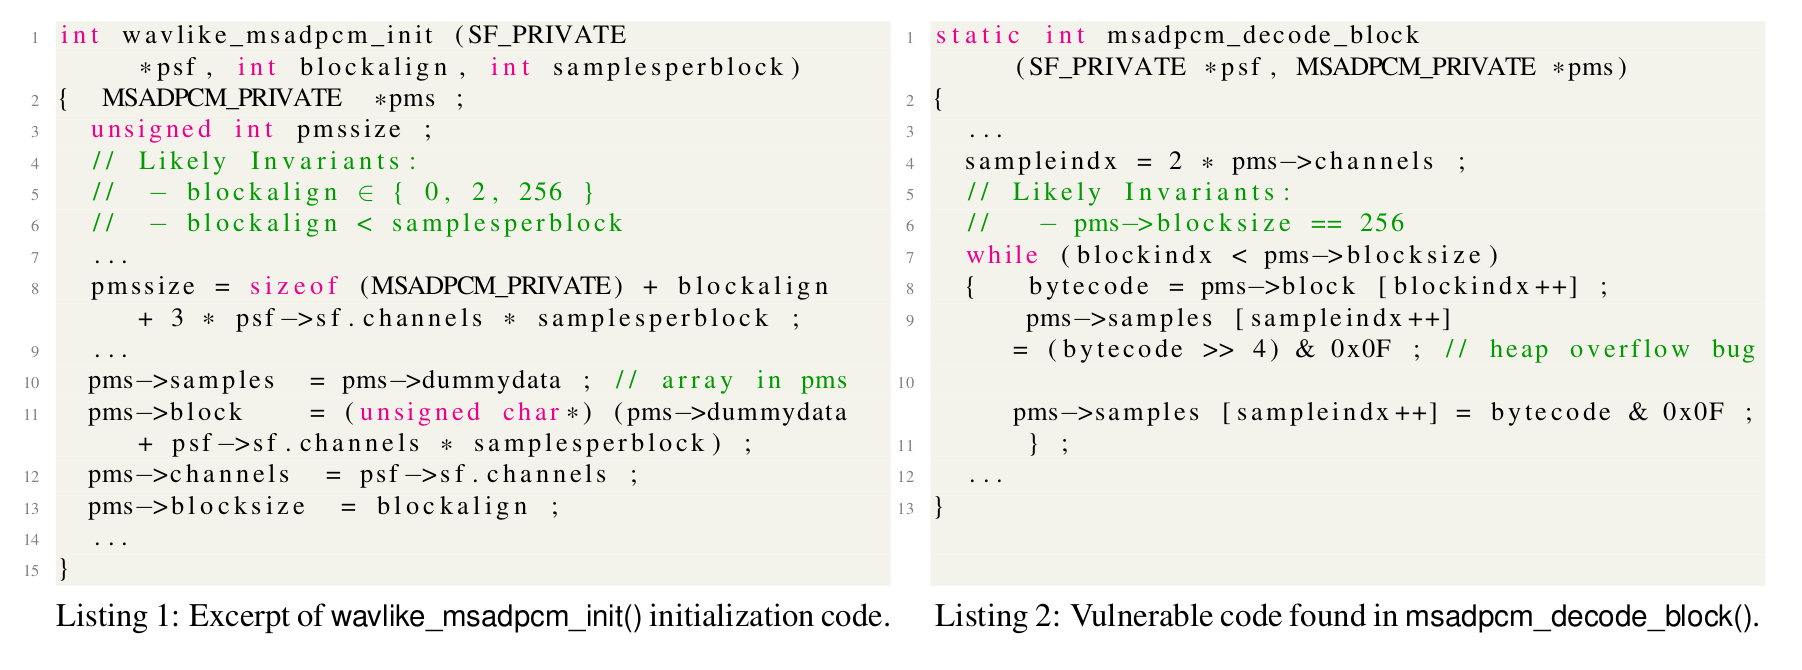 1 int wavlike_msadpcm_init (SF_PRIVATE
*psf, int blockalign, int samplesperblock)
2 { MSADPCM_PRIVATE *pms ;
3 unsigned int pmssize ;
4 // Likely Invariants:
5 // − blockalign ∈ { 0, 2, 256 }
6 // − blockalign < samplesperblock
7 ...
8 pmssize = sizeof (MSADPCM_PRIVATE) + blockalign
+ 3 * psf−>sf.channels * samplesperblock ;
9 ...
10 pms−>samples = pms−>dummydata ; // array in pms
11 pms−>block = (unsigned char*) (pms−>dummydata
+ psf−>sf.channels * samplesperblock) ;
12 pms−>channels = psf−>sf.channels ;
13 pms−>blocksize = blockalign ;
14 ...
15 }
Listing 1: Excerpt of wavlike_msadpcm_init() initialization code.
1 static int msadpcm_decode_block
(SF_PRIVATE *psf, MSADPCM_PRIVATE *pms)
2 {
3 ...
4 sampleindx = 2 * pms−>channels ;
5 // Likely Invariants:
6 // − pms−>blocksize == 256
7 while (blockindx < pms−>blocksize)
8 { bytecode = pms−>block [blockindx++] ;
9 pms−>samples [sampleindx++]
= (bytecode >> 4) & 0x0F ; // heap overflow bug
10
pms−>samples [sampleindx++] = bytecode & 0x0F ;
11 } ;
12 ...
13 }
Listing 2: Vulnerable code found in msadpcm_decode_block().